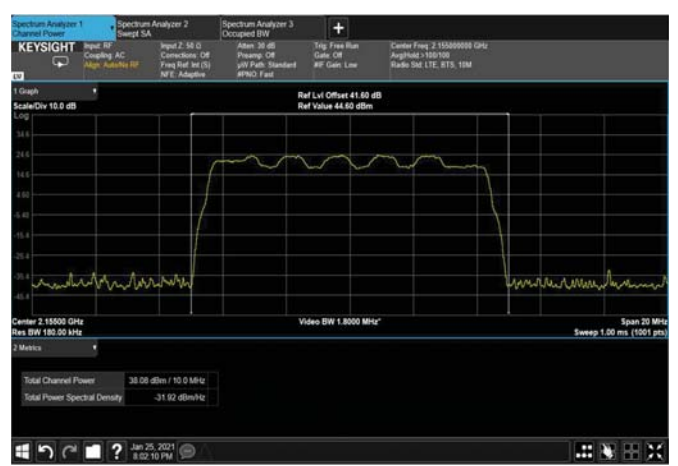 Spectrum Analyzer 1
Channel Power
Spectrum Analyzer 2
Swept SA
Spectrum Analyzer 3
Occupied BW
KEYSIGHT
Input: RF
Coupling: AC
Align: Auto/No RF
Input Z: 50 Ω
Corrections: Off
Freq Ref: Int (S)
NFE: Adaptive
Atten: 30 dB
Preamp: Off
µW Path: Standard
#PNO: Fast
Trig: Free Run
Gate: Off
#IF Gain: Low
Center Freq: 2.155000000 GHz
Avg|Hold:>100/100
Radio Std: LTE, BTS, 10M
1 Graph
Scale/Div 10.0 dB
Ref Lvl Offset 41.60 dB
Ref Value 44.60 dBm
Log
34.6
24.6
14.6
4.60
-5.40
-15.4
-25.4
-35.4
-45.4
Center 2.15500 GHz
Res BW 180.00 kHz
Video BW 1.8000 MHz*
Span 20 MHz
Sweep 1.00 ms (1001 pts)
2 Metrics
Total Channel Power 38.08 dBm / 10.0 MHz
Total Power Spectral Density -31.92 dBm/Hz
Jan 25, 2021
8:02:10 PM